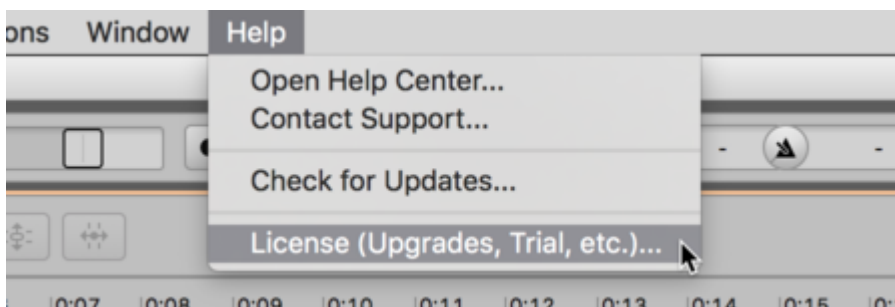 ons Window Help
Open Help Center...
Contact Support...
Check for Updates...
License (Upgrades, Trial, etc.)...
0:07 0:08 0:09 0:10 0:11 0:12 0:13 0:14 0:15